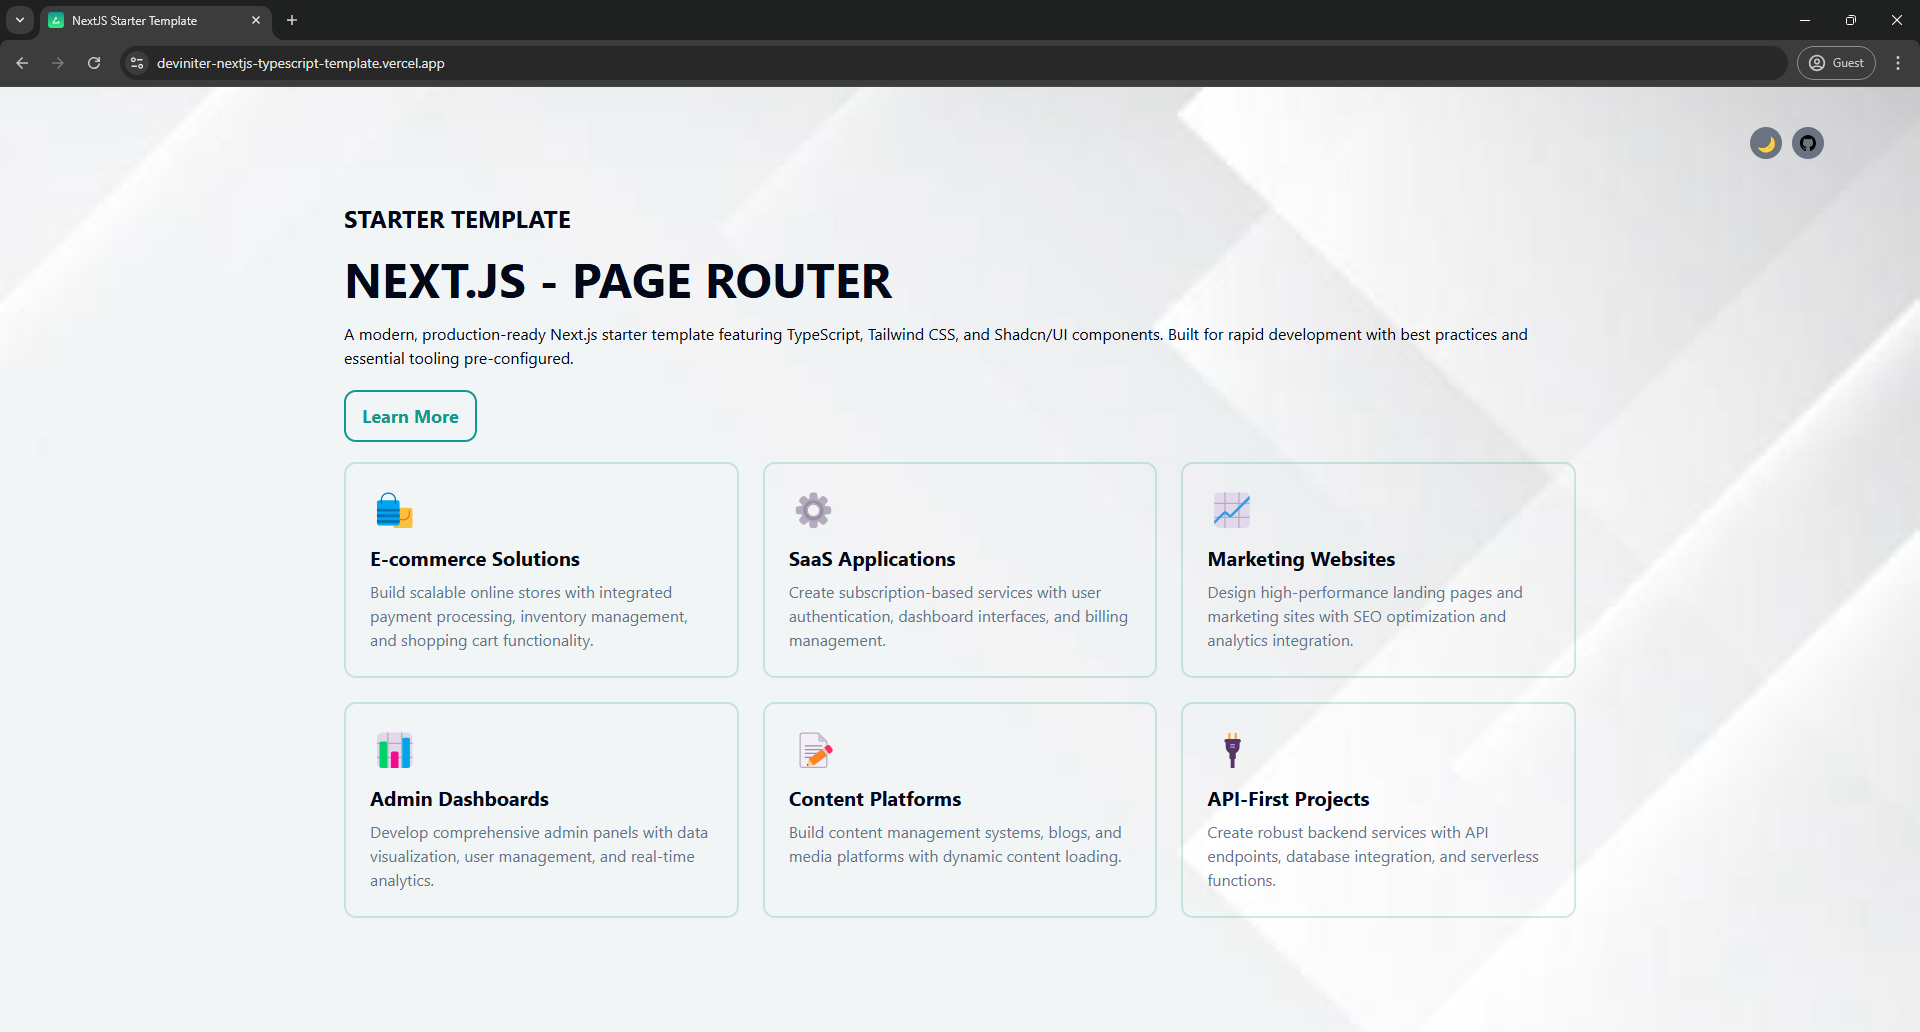 NextJS Starter Template
deviniter-nextjs-typescript-template.vercel.app
Guest
STARTER TEMPLATE
NEXT.JS - PAGE ROUTER
A modern, production-ready Next.js starter template featuring TypeScript, Tailwind CSS, and Shadcn/UI components. Built for rapid development with best practices and
essential tooling pre-configured.
Learn More
E-commerce Solutions
Build scalable online stores with integrated
payment processing, inventory management,
and shopping cart functionality.
SaaS Applications
Create subscription-based services with user
authentication, dashboard interfaces, and billing
management.
Marketing Websites
Design high-performance landing pages and
marketing sites with SEO optimization and
analytics integration.
Admin Dashboards
Develop comprehensive admin panels with data
visualization, user management, and real-time
analytics.
Content Platforms
Build content management systems, blogs, and
media platforms with dynamic content loading.
API-First Projects
Create robust backend services with API
endpoints, database integration, and serverless
functions.